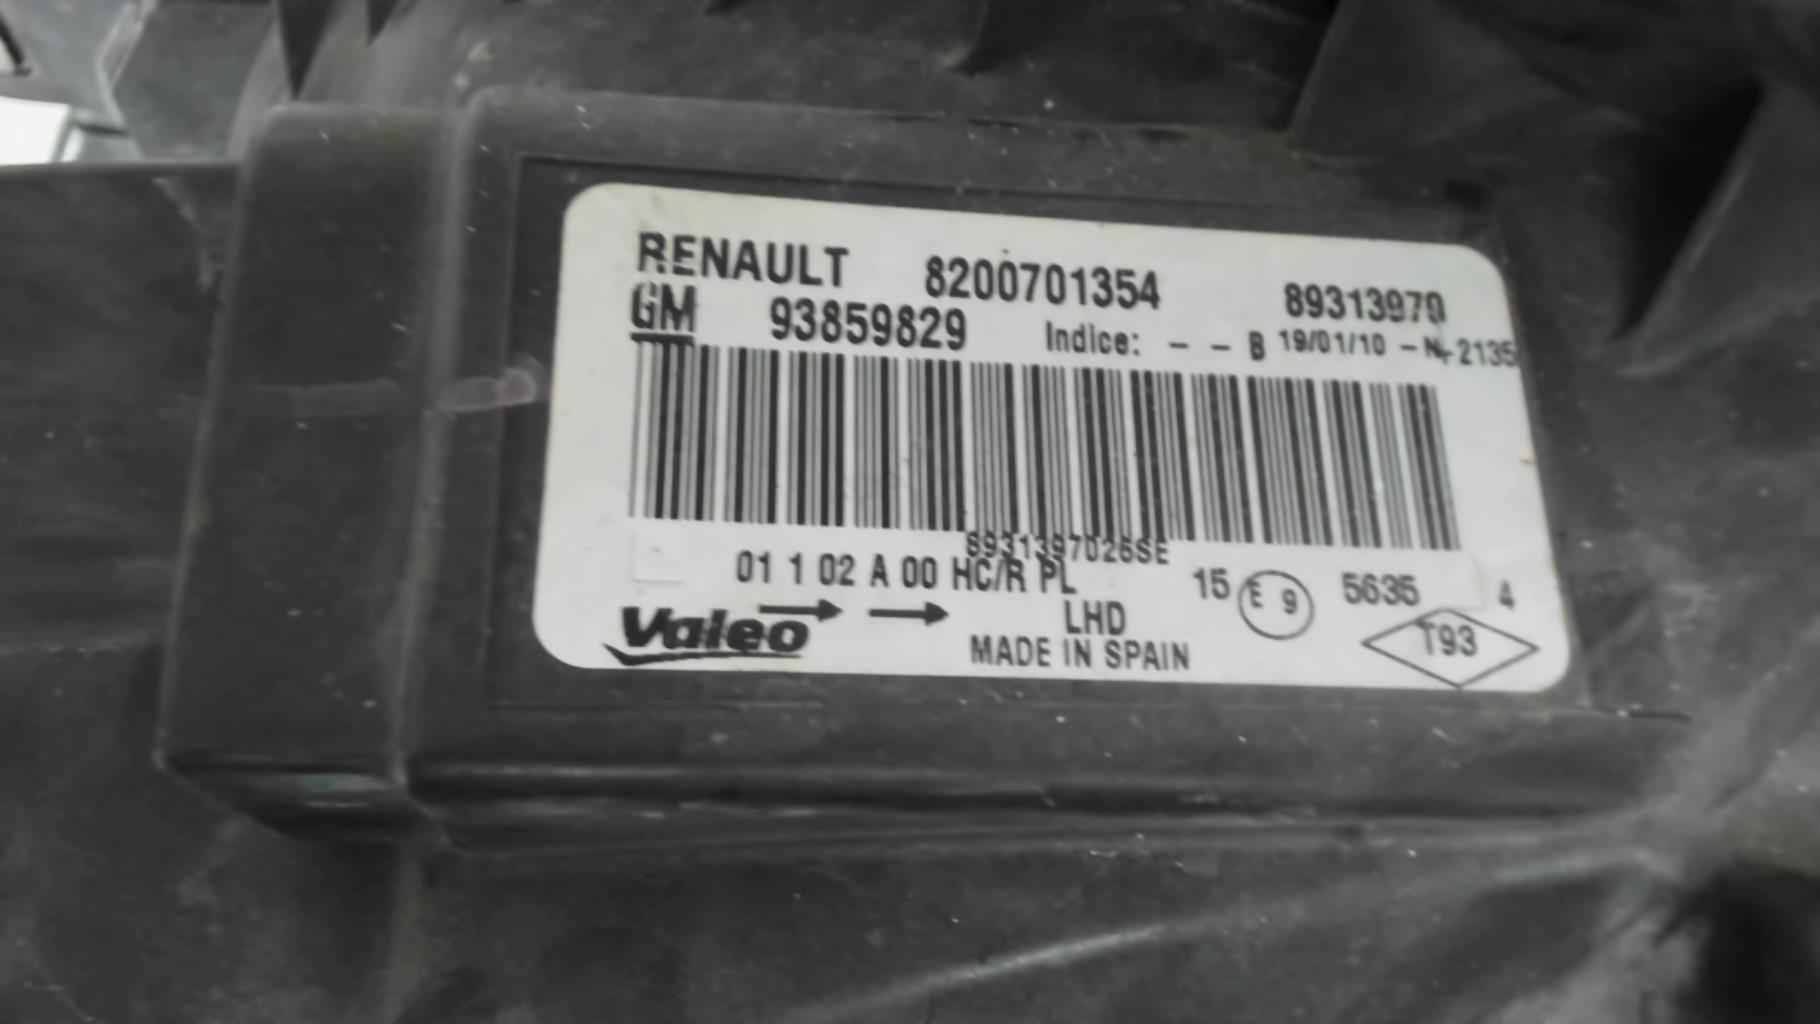 RENAULT 8200701354 89313970
GM 93859829 Indice: - - B 19/01/10 - N 2135
8931397026SE
01 1 02 A 00 HC/R PL 15 E 9 5635 4
Valeo LHD T93
MADE IN SPAIN